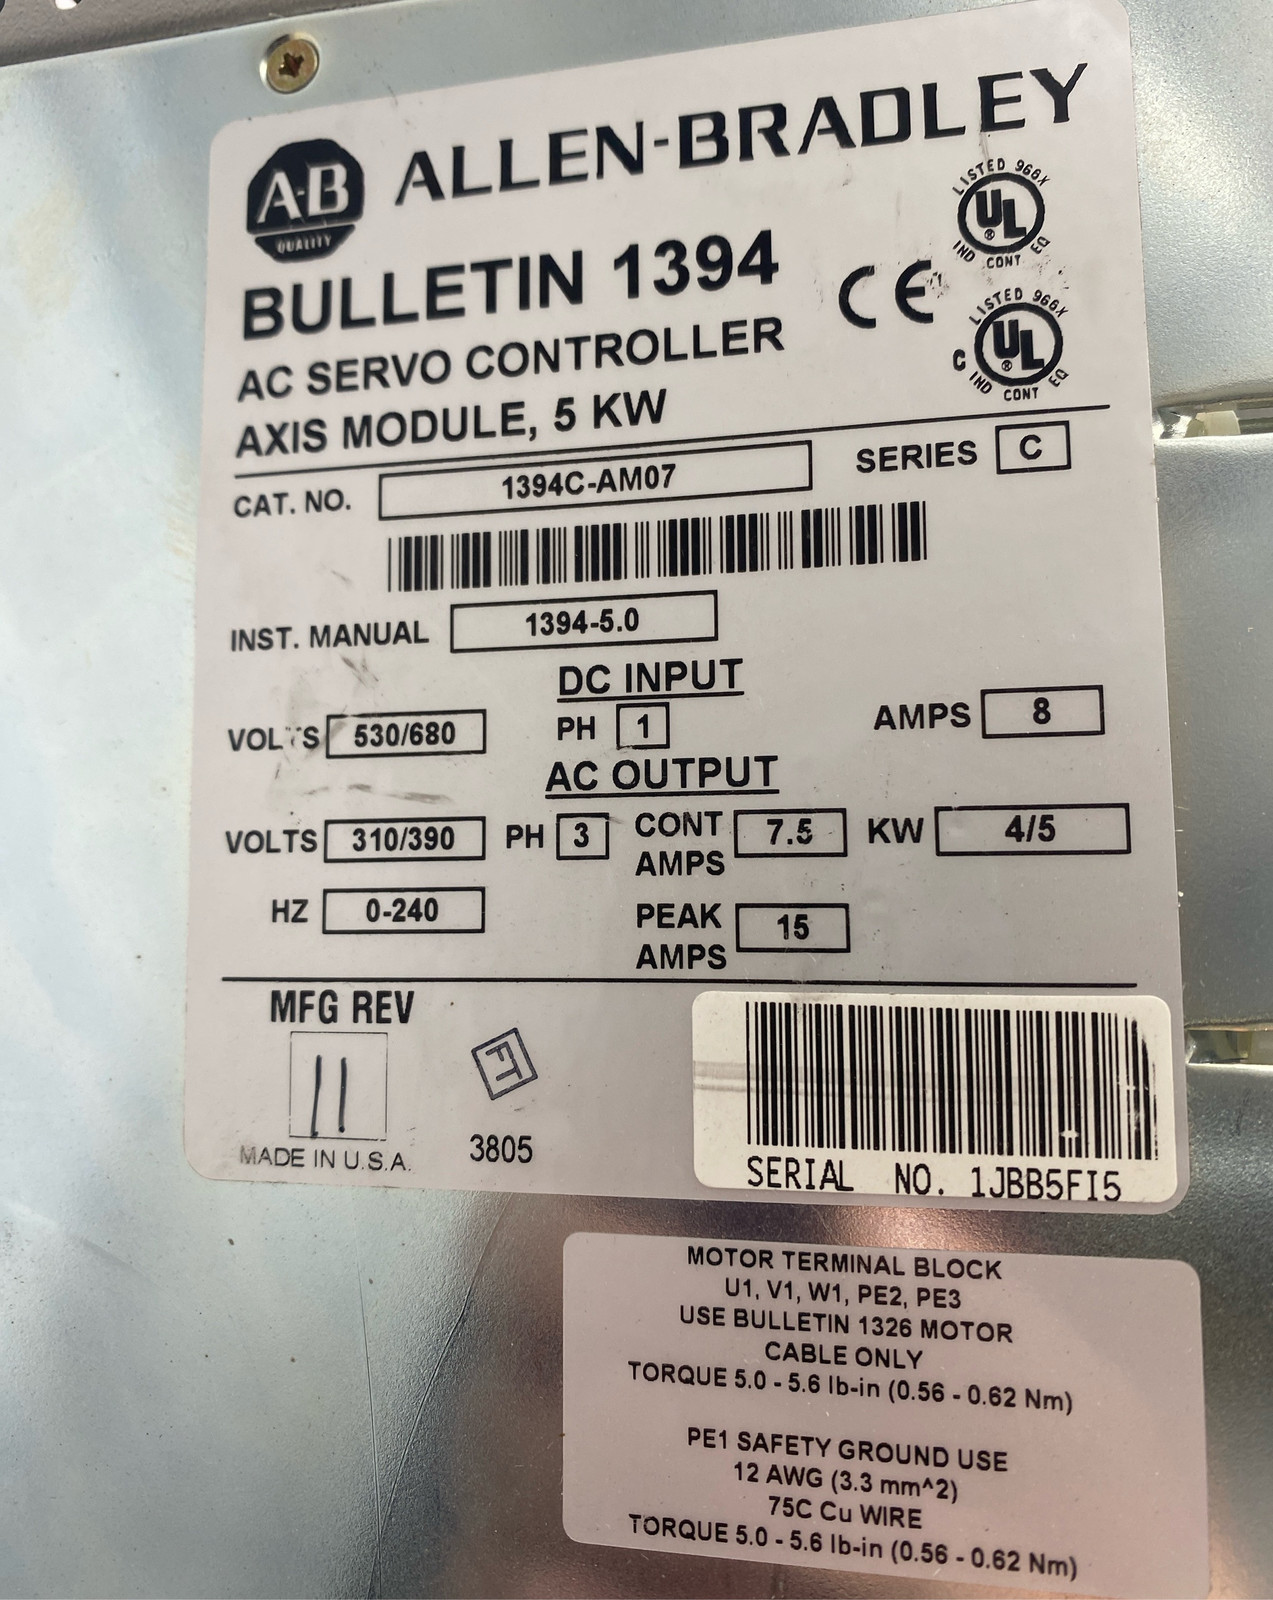 A-B
QUALITY
ALLEN-BRADLEY
BULLETIN 1394
AC SERVO CONTROLLER
AXIS MODULE, 5 KW
CE
LISTED 966X
UL
®
IND CONT EQ
LISTED 966X
C UL
®
IND CONT EQ
CAT. NO. 1394C-AM07 SERIES C
INST. MANUAL 1394-5.0
DC INPUT
VOLTS 530/680 PH 1 AMPS 8
AC OUTPUT
VOLTS 310/390 PH 3 CONT AMPS 7.5 KW 4/5
HZ 0-240 PEAK AMPS 15
MFG REV
11
MADE IN U.S.A.
FT
3805
SERIAL NO. 1JBB5FI5
MOTOR TERMINAL BLOCK
U1, V1, W1, PE2, PE3
USE BULLETIN 1326 MOTOR
CABLE ONLY
TORQUE 5.0 - 5.6 lb-in (0.56 - 0.62 Nm)
PE1 SAFETY GROUND USE
12 AWG (3.3 mm^2)
75C Cu WIRE
TORQUE 5.0 - 5.6 lb-in (0.56 - 0.62 Nm)